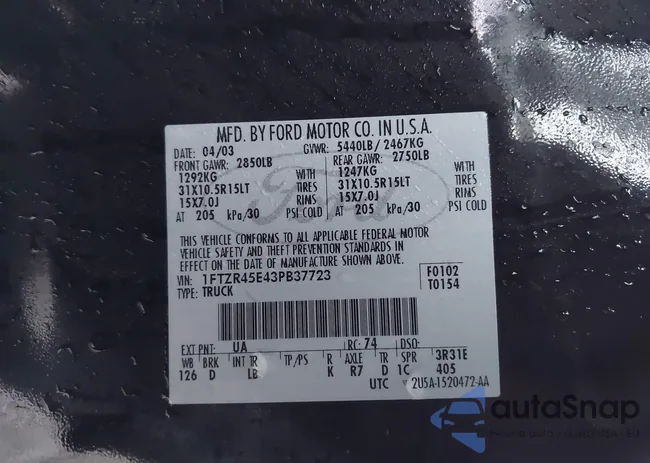 MFD. BY FORD MOTOR CO. IN U.S.A.
DATE: 04/03 GVWR: 5440LB / 2467KG
FRONT GAWR: 2850LB REAR GAWR: 2750LB
1292KG WITH 1247KG WITH
31X10.5R15LT TIRES 31X10.5R15LT TIRES
15X7.0J RIMS 15X7.0J RIMS
AT 205 kPa/30 PSI COLD AT 205 kPa/30 PSI COLD
Ford
THIS VEHICLE CONFORMS TO ALL APPLICABLE FEDERAL MOTOR
VEHICLE SAFETY AND THEFT PREVENTION STANDARDS IN
EFFECT ON THE DATE OF MANUFACTURE SHOWN ABOVE.
VIN: 1FTZR45E43PB37723 F0102
TYPE: TRUCK T0154
EXT PNT: UA RC: 74 DSO:
WB BRK INT TR TP/PS R AXLE TR SPR 3R31E
126 D LB K R7 D 1C 405
UTC 2U5A-1520472-AA
autaSnap